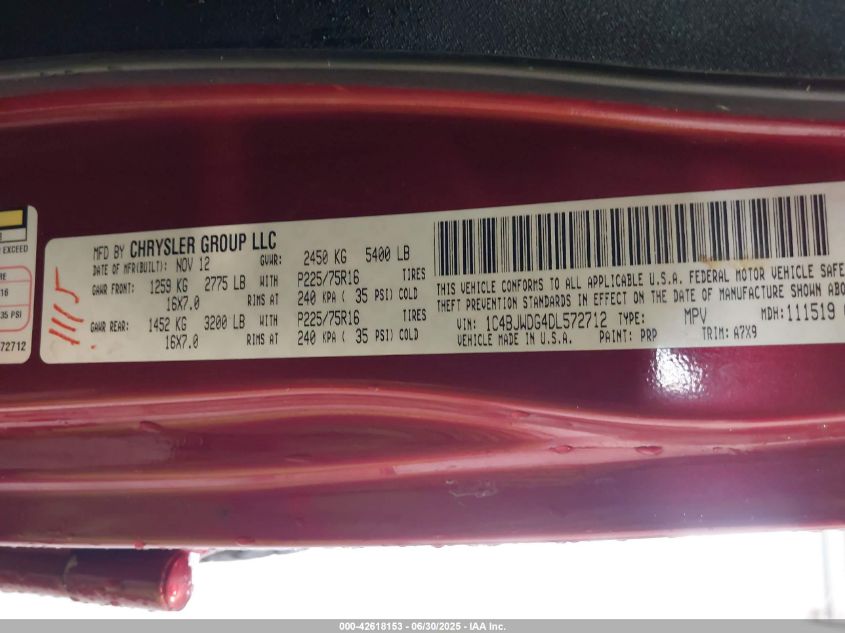 EXCEED
RE
16
35 PSI
72712
1115
MFD BY CHRYSLER GROUP LLC
DATE OF MFR(BUILT): NOV 12 GVWR: 2450 KG 5400 LB
GAWR FRONT: 1259 KG 2775 LB WITH P225/75R16 TIRES
16X7.0 RIMS AT 240 KPA ( 35 PSI) COLD
GAWR REAR: 1452 KG 3200 LB WITH P225/75R16 TIRES
16X7.0 RIMS AT 240 KPA ( 35 PSI) COLD
THIS VEHICLE CONFORMS TO ALL APPLICABLE U.S.A. FEDERAL MOTOR VEHICLE SAFE
THEFT PREVENTION STANDARDS IN EFFECT ON THE DATE OF MANUFACTURE SHOWN ABO
VIN: 1C4BJWDG4DL572712 TYPE: MPV MDH: 111519
VEHICLE MADE IN U.S.A. PAINT: PRP TRIM: A7X9
000-42618153 - 06/30/2025 - IAA Inc.